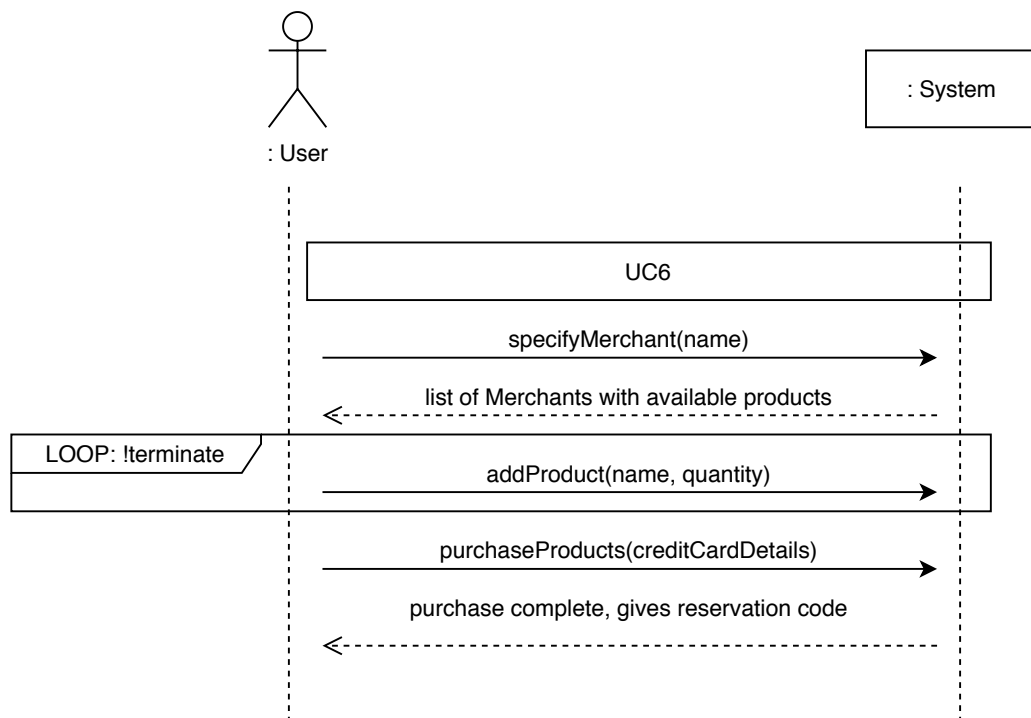 : User
: System
UC6
specifyMerchant(name)
list of Merchants with available products
LOOP: !terminate
addProduct(name, quantity)
purchaseProducts(creditCardDetails)
purchase complete, gives reservation code